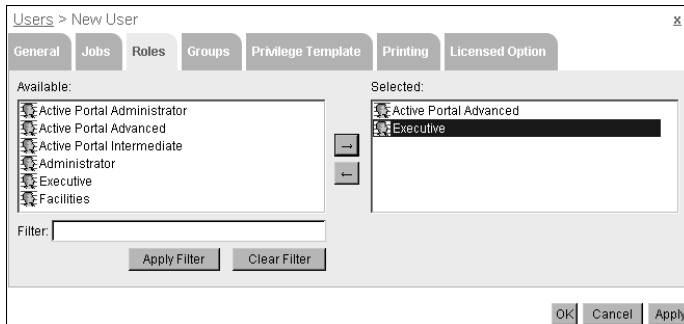 Users > New User
x
General
Jobs
Roles
Groups
Privilege Template
Printing
Licensed Option
Available:
Active Portal Administrator
Active Portal Advanced
Active Portal Intermediate
Administrator
Executive
Facilities
→
←
Selected:
Active Portal Advanced
Executive
Filter:
Apply Filter
Clear Filter
OK
Cancel
Apply